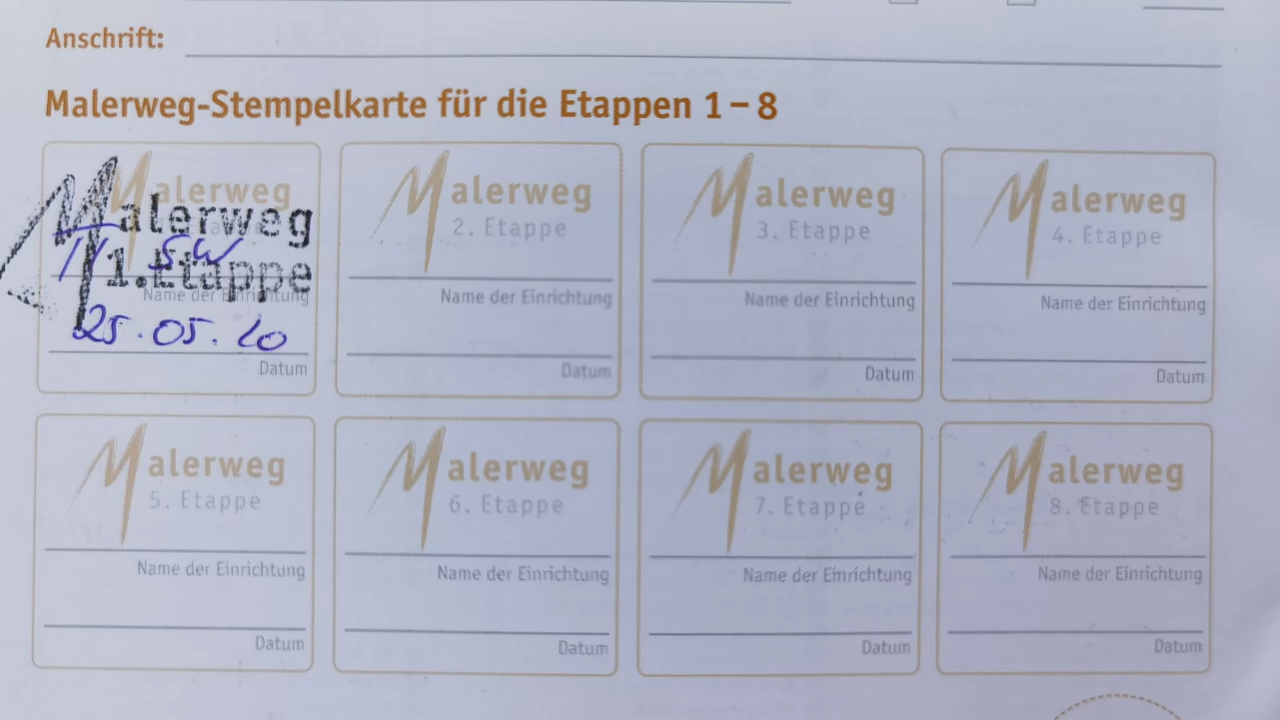 Anschrift:
Malerweg-Stempelkarte für die Etappen 1 – 8
Malerweg
Malerweg
1. Etappe
Name der Einrichtung
25.05.20
Datum
Malerweg
2. Etappe
Name der Einrichtung
Datum
Malerweg
3. Etappe
Name der Einrichtung
Datum
Malerweg
4. Etappe
Name der Einrichtung
Datum
Malerweg
5. Etappe
Name der Einrichtung
Datum
Malerweg
6. Etappe
Name der Einrichtung
Datum
Malerweg
7. Etappe
Name der Einrichtung
Datum
Malerweg
8. Etappe
Name der Einrichtung
Datum